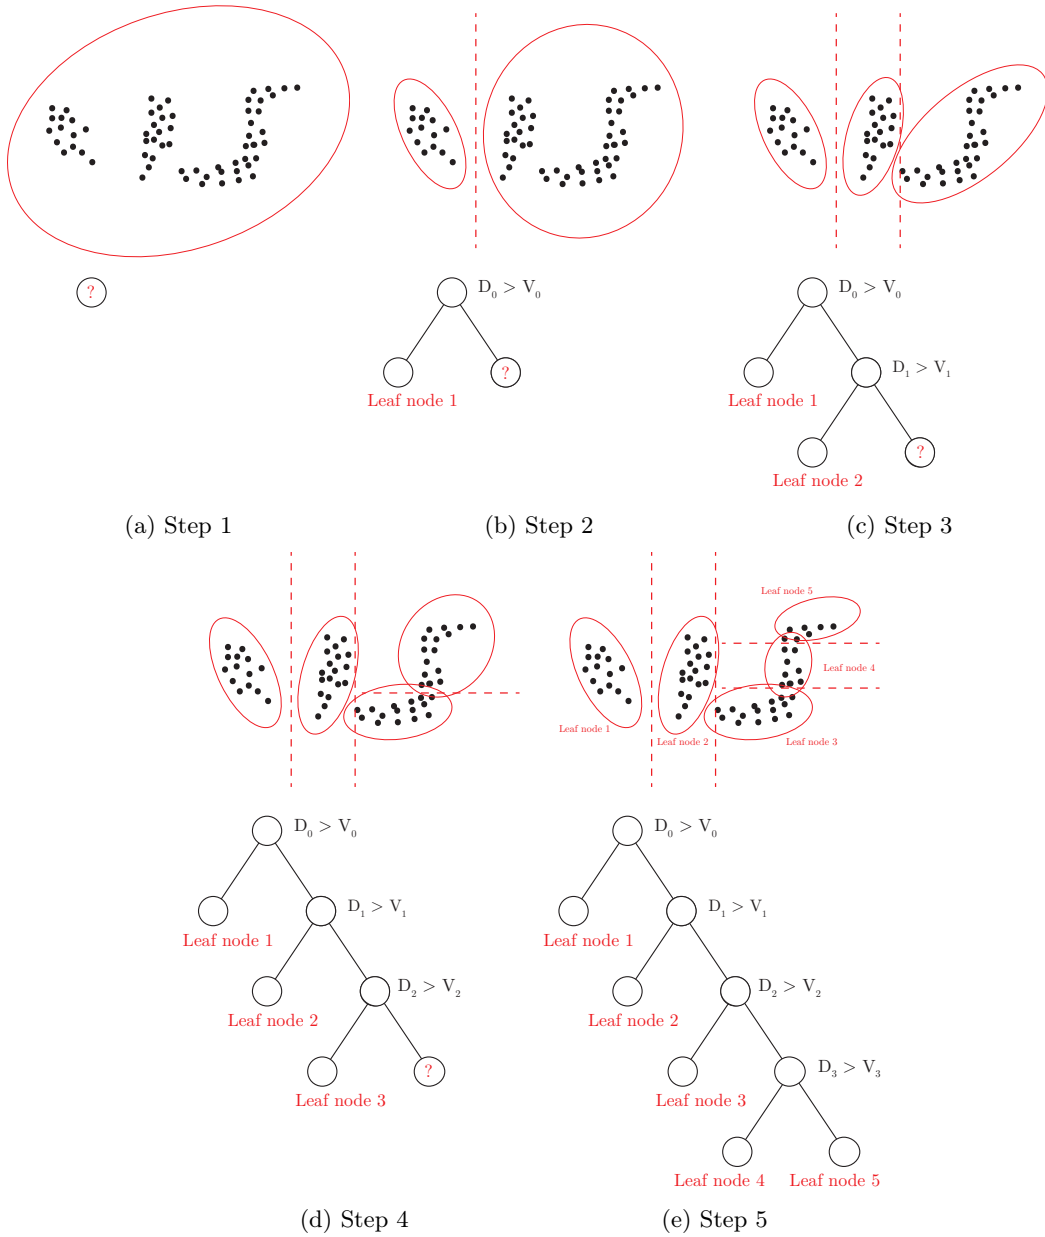 ?
D₀ > V₀
Leaf node 1
?
D₀ > V₀
D₁ > V₁
Leaf node 1
?
Leaf node 2
(a) Step 1
(b) Step 2
(c) Step 3
D₀ > V₀
D₁ > V₁
Leaf node 1
D₂ > V₂
Leaf node 2
?
Leaf node 3
(d) Step 4
Leaf node 5
Leaf node 4
Leaf node 1
Leaf node 2
Leaf node 3
D₀ > V₀
D₁ > V₁
Leaf node 1
D₂ > V₂
Leaf node 2
D₃ > V₃
Leaf node 3
Leaf node 4
Leaf node 5
(e) Step 5